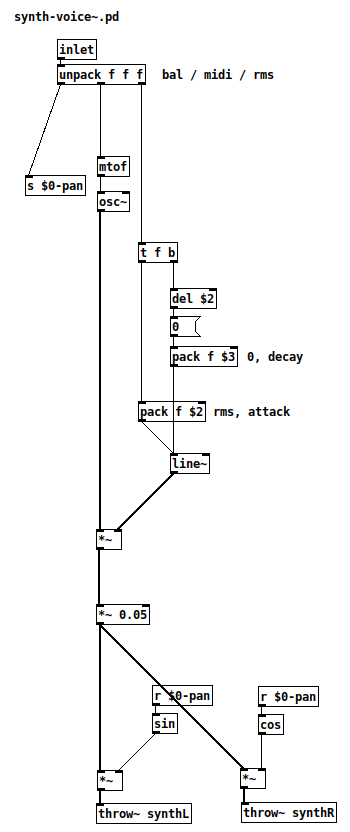 synth-voice~.pd
inlet
unpack f f f bal / midi / rms
mtof
s $0-pan
osc~
t f b
del $2
0
pack f $3 0, decay
pack f $2 rms, attack
line~
*~
*~ 0.05
r $0-pan r $0-pan
sin cos
*~ *~
throw~ synthL throw~ synthR